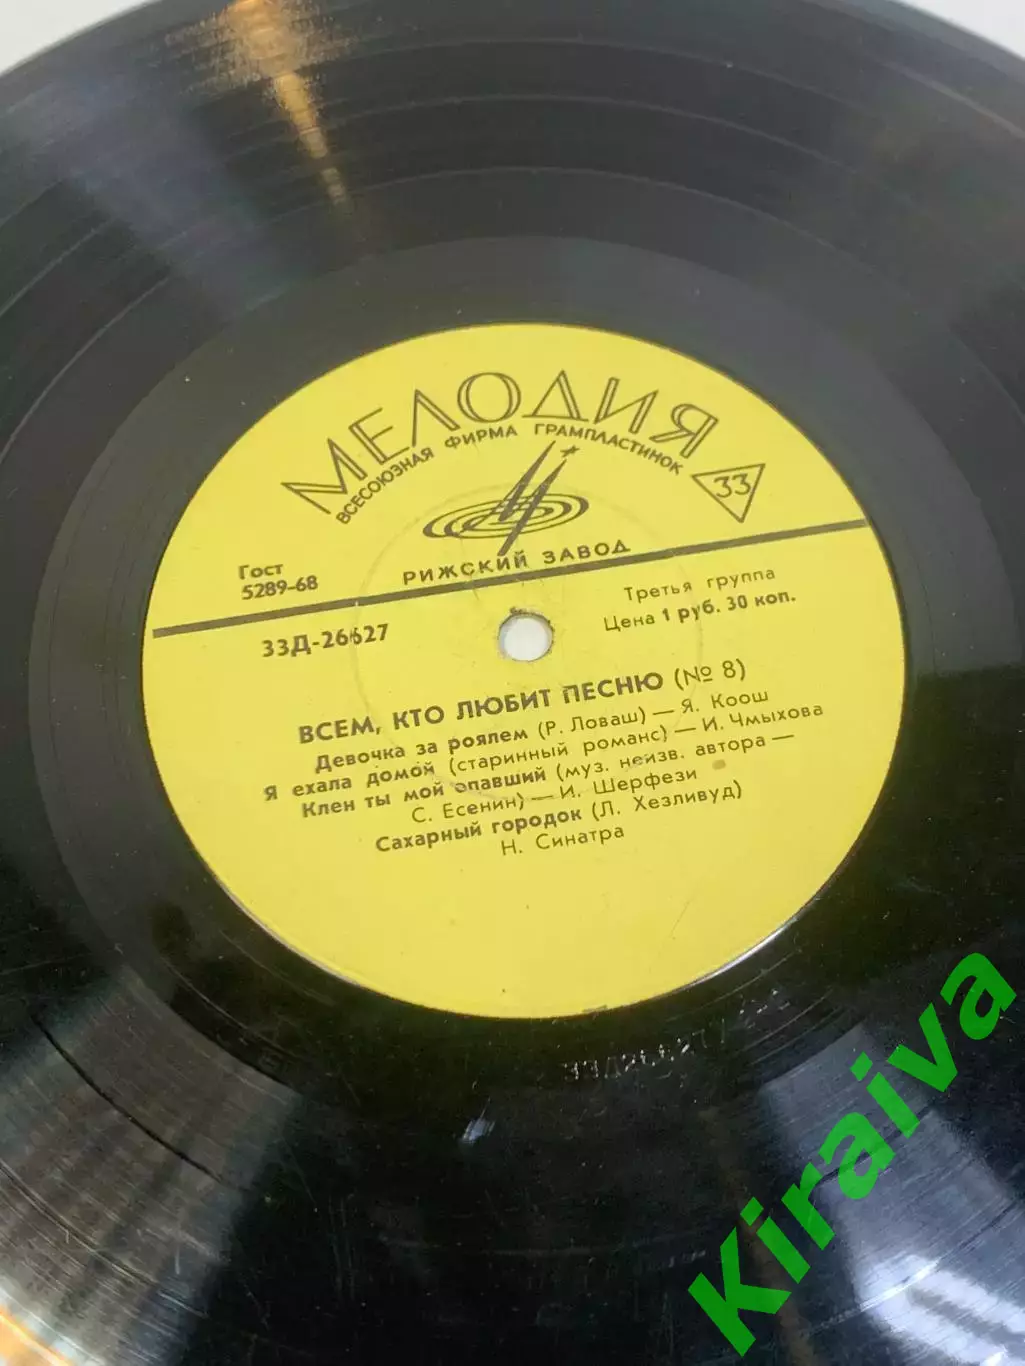 МЕЛОДИЯ
ВСЕСОЮЗНАЯ ФИРМА ГРАМПЛАСТИНОК
33
РИЖСКИЙ ЗАВОД
Гост
5289-68
Третья группа
Цена 1 руб. 30 коп.
33Д-26627
ВСЕМ, КТО ЛЮБИТ ПЕСНЮ (№ 8)
Девочка за роялем (Р. Ловаш) — Я. Коош
Я ехала домой (старинный романс) — И. Чмыхова
Клен ты мой опавший (муз. неизв. автора —
С. Есенин) — И. Шерфези
Сахарный городок (Л. Хезливуд)
Н. Синатра
Kiraiva